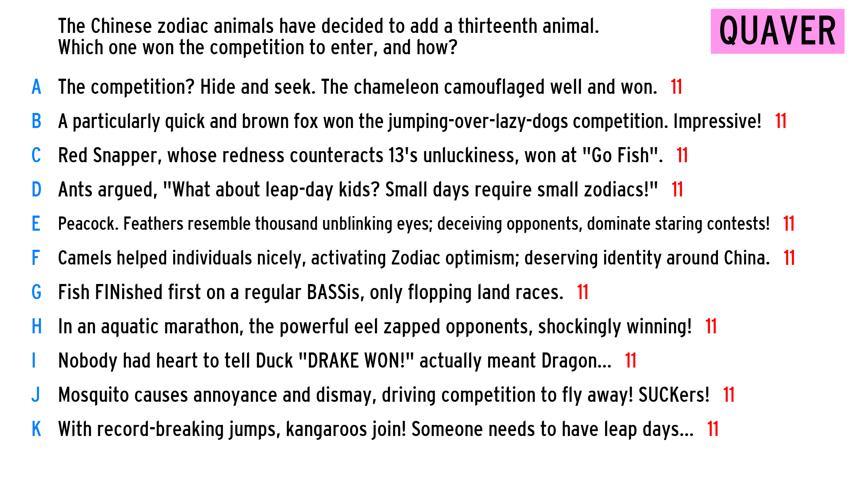 The Chinese zodiac animals have decided to add a thirteenth animal.
Which one won the competition to enter, and how?
QUAVER
A The competition? Hide and seek. The chameleon camouflaged well and won. 11
B A particularly quick and brown fox won the jumping-over-lazy-dogs competition. Impressive! 11
C Red Snapper, whose redness counteracts 13's unluckiness, won at "Go Fish". 11
D Ants argued, "What about leap-day kids? Small days require small zodiacs!" 11
E Peacock. Feathers resemble thousand unblinking eyes; deceiving opponents, dominate staring contests! 11
F Camels helped individuals nicely, activating Zodiac optimism; deserving identity around China. 11
G Fish FINished first on a regular BASSis, only flopping land races. 11
H In an aquatic marathon, the powerful eel zapped opponents, shockingly winning! 11
I Nobody had heart to tell Duck "DRAKE WON!" actually meant Dragon... 11
J Mosquito causes annoyance and dismay, driving competition to fly away! SUCKers! 11
K With record-breaking jumps, kangaroos join! Someone needs to have leap days... 11